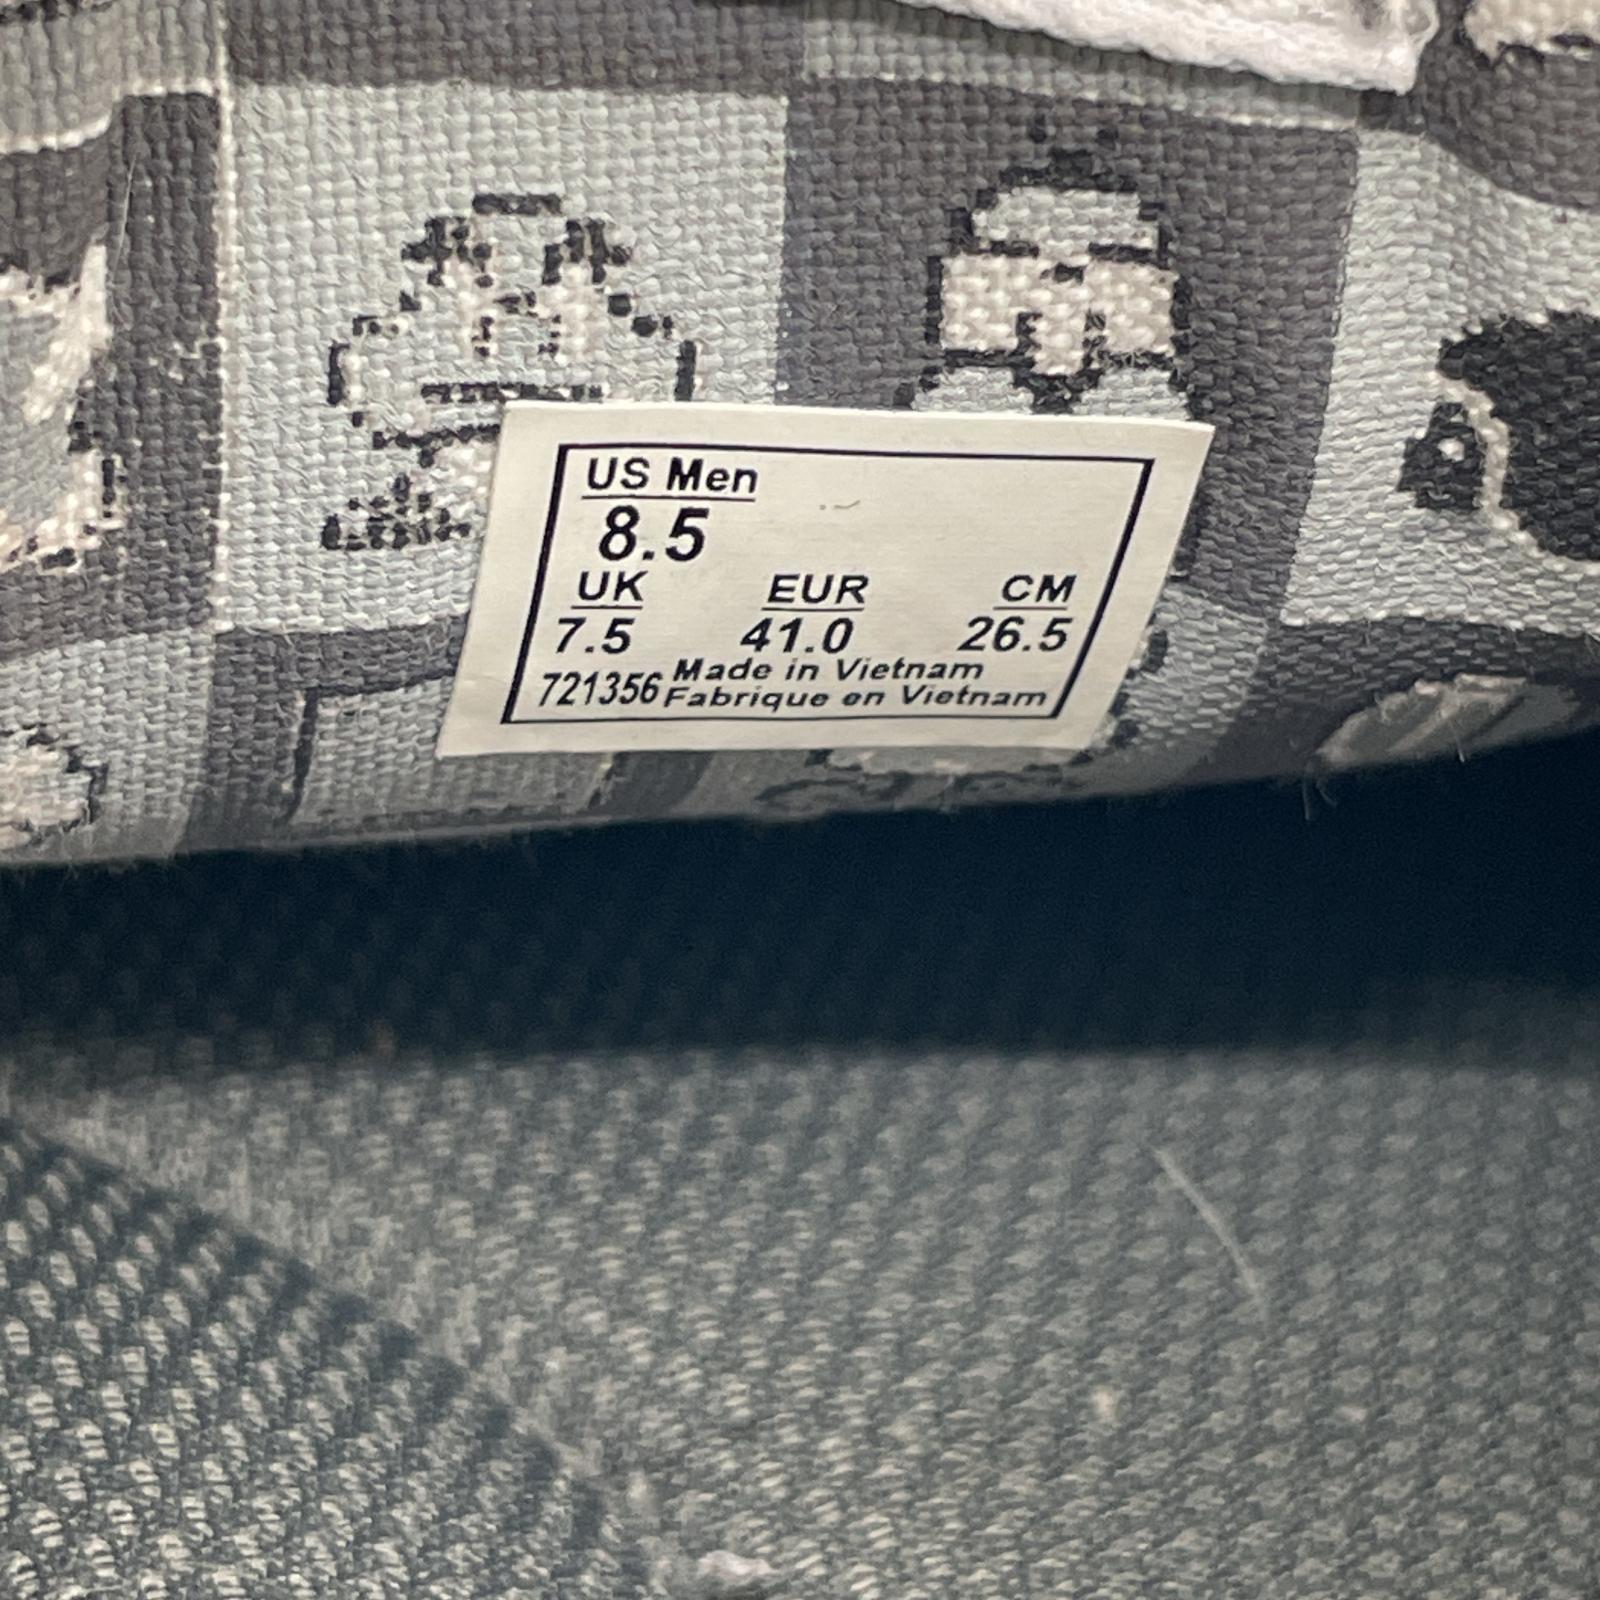 US Men
8.5
UK EUR CM
7.5 41.0 26.5
721356 Made in Vietnam
Fabrique en Vietnam